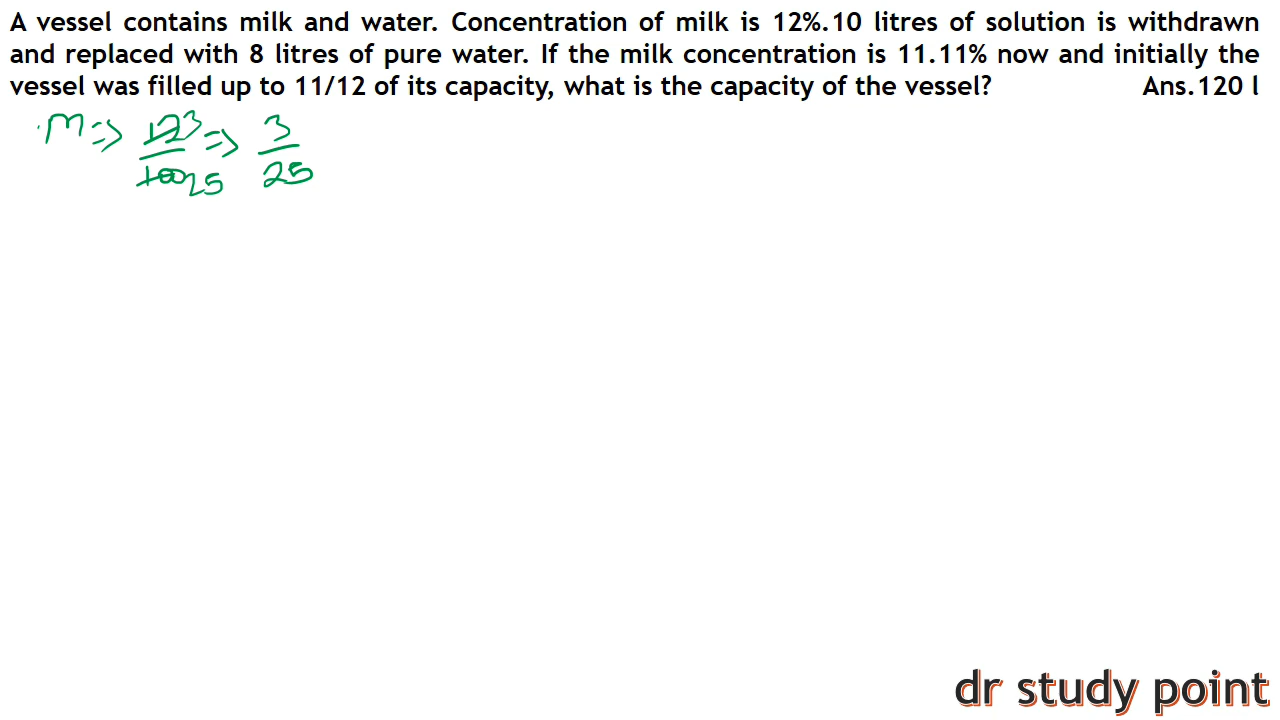 A vessel contains milk and water. Concentration of milk is 12%.10 litres of solution is withdrawn
and replaced with 8 litres of pure water. If the milk concentration is 11.11% now and initially the
vessel was filled up to 11/12 of its capacity, what is the capacity of the vessel? Ans.120 l
m => 12 3 => 3
100 25 25
dr study point